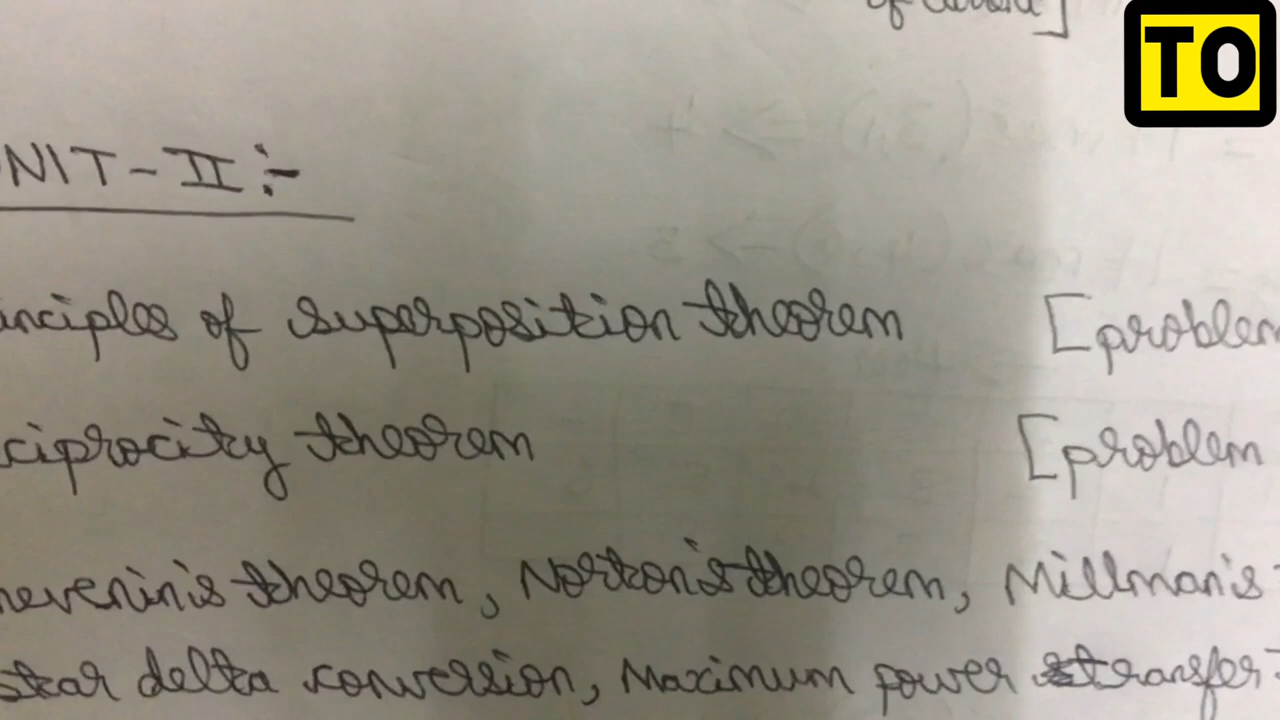 TO
NIT-II:-
inciples of superposition theorem [problem
ciprocity theorem [problem
hevenin's theorem, Norton's theorem, Millman's
star delta conversion, Maximum power transfer